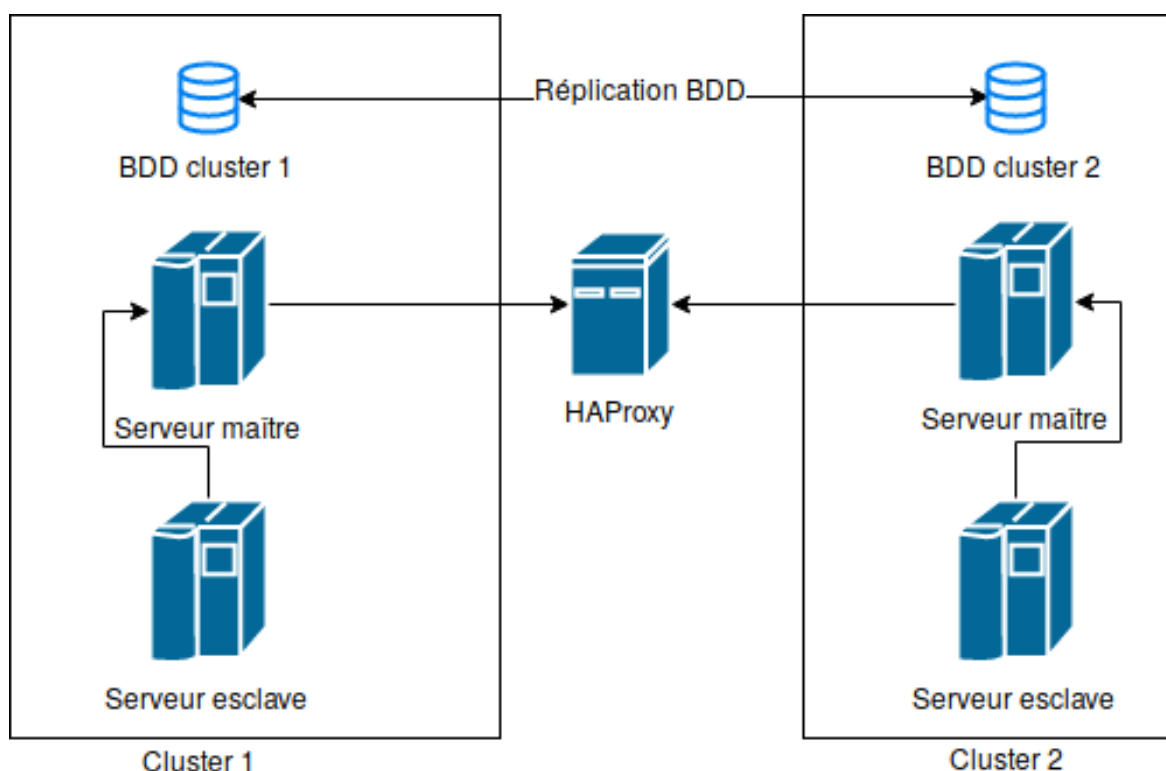 Réplication BDD
BDD cluster 1
BDD cluster 2
HAProxy
Serveur maître
Serveur maître
Serveur esclave
Serveur esclave
Cluster 1
Cluster 2